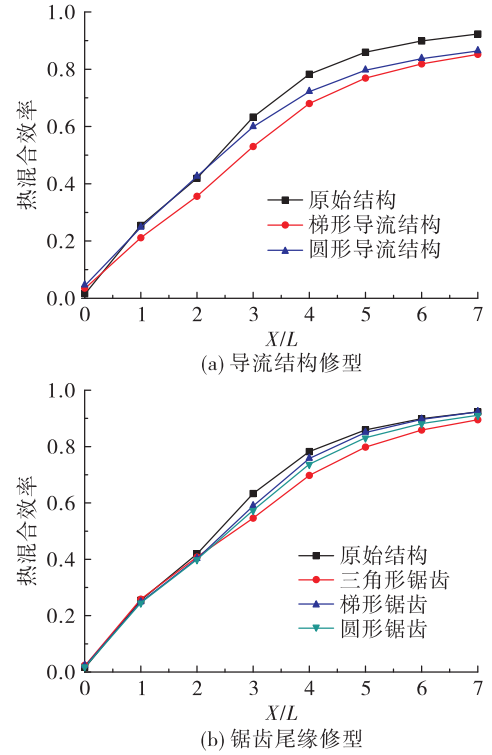 1.0
0.8
0.6
0.4
0.2
0.0
热混合效率
原始结构
梯形导流结构
圆形导流结构
0 1 2 3 4 5 6 7
X/L
(a) 导流结构修型
1.0
0.8
0.6
0.4
0.2
0.0
热混合效率
原始结构
三角形锯齿
梯形锯齿
圆形锯齿
0 1 2 3 4 5 6 7
X/L
(b) 锯齿尾缘修型